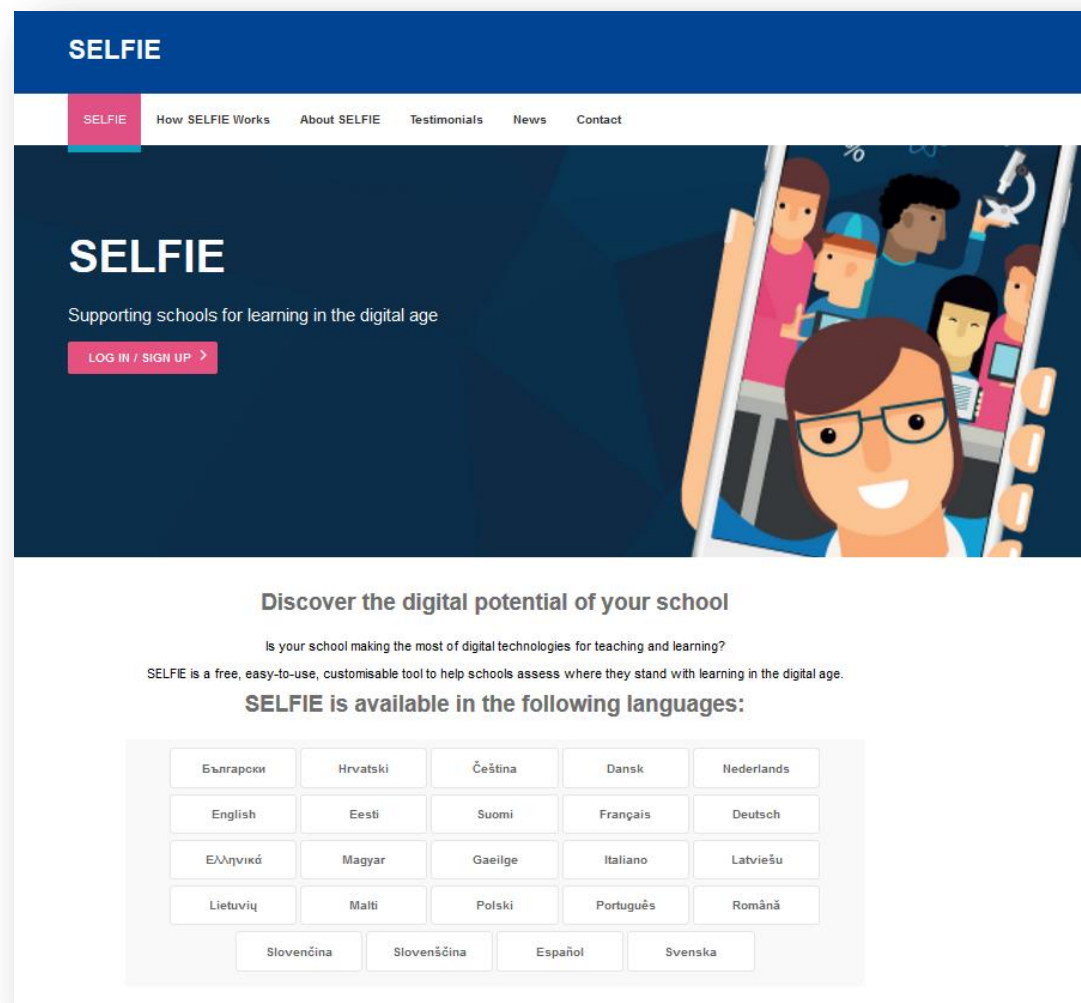 SELFIE
SELFIE How SELFIE Works About SELFIE Testimonials News Contact
%
SELFIE
Supporting schools for learning in the digital age
LOG IN / SIGN UP >
Discover the digital potential of your school
Is your school making the most of digital technologies for teaching and learning?
SELFIE is a free, easy-to-use, customisable tool to help schools assess where they stand with learning in the digital age.
SELFIE is available in the following languages:
Български Hrvatski Čeština Dansk Nederlands
English Eesti Suomi Français Deutsch
Ελληνικά Magyar Gaeilge Italiano Latviešu
Lietuvių Malti Polski Português Română
Slovenčina Slovenščina Español Svenska